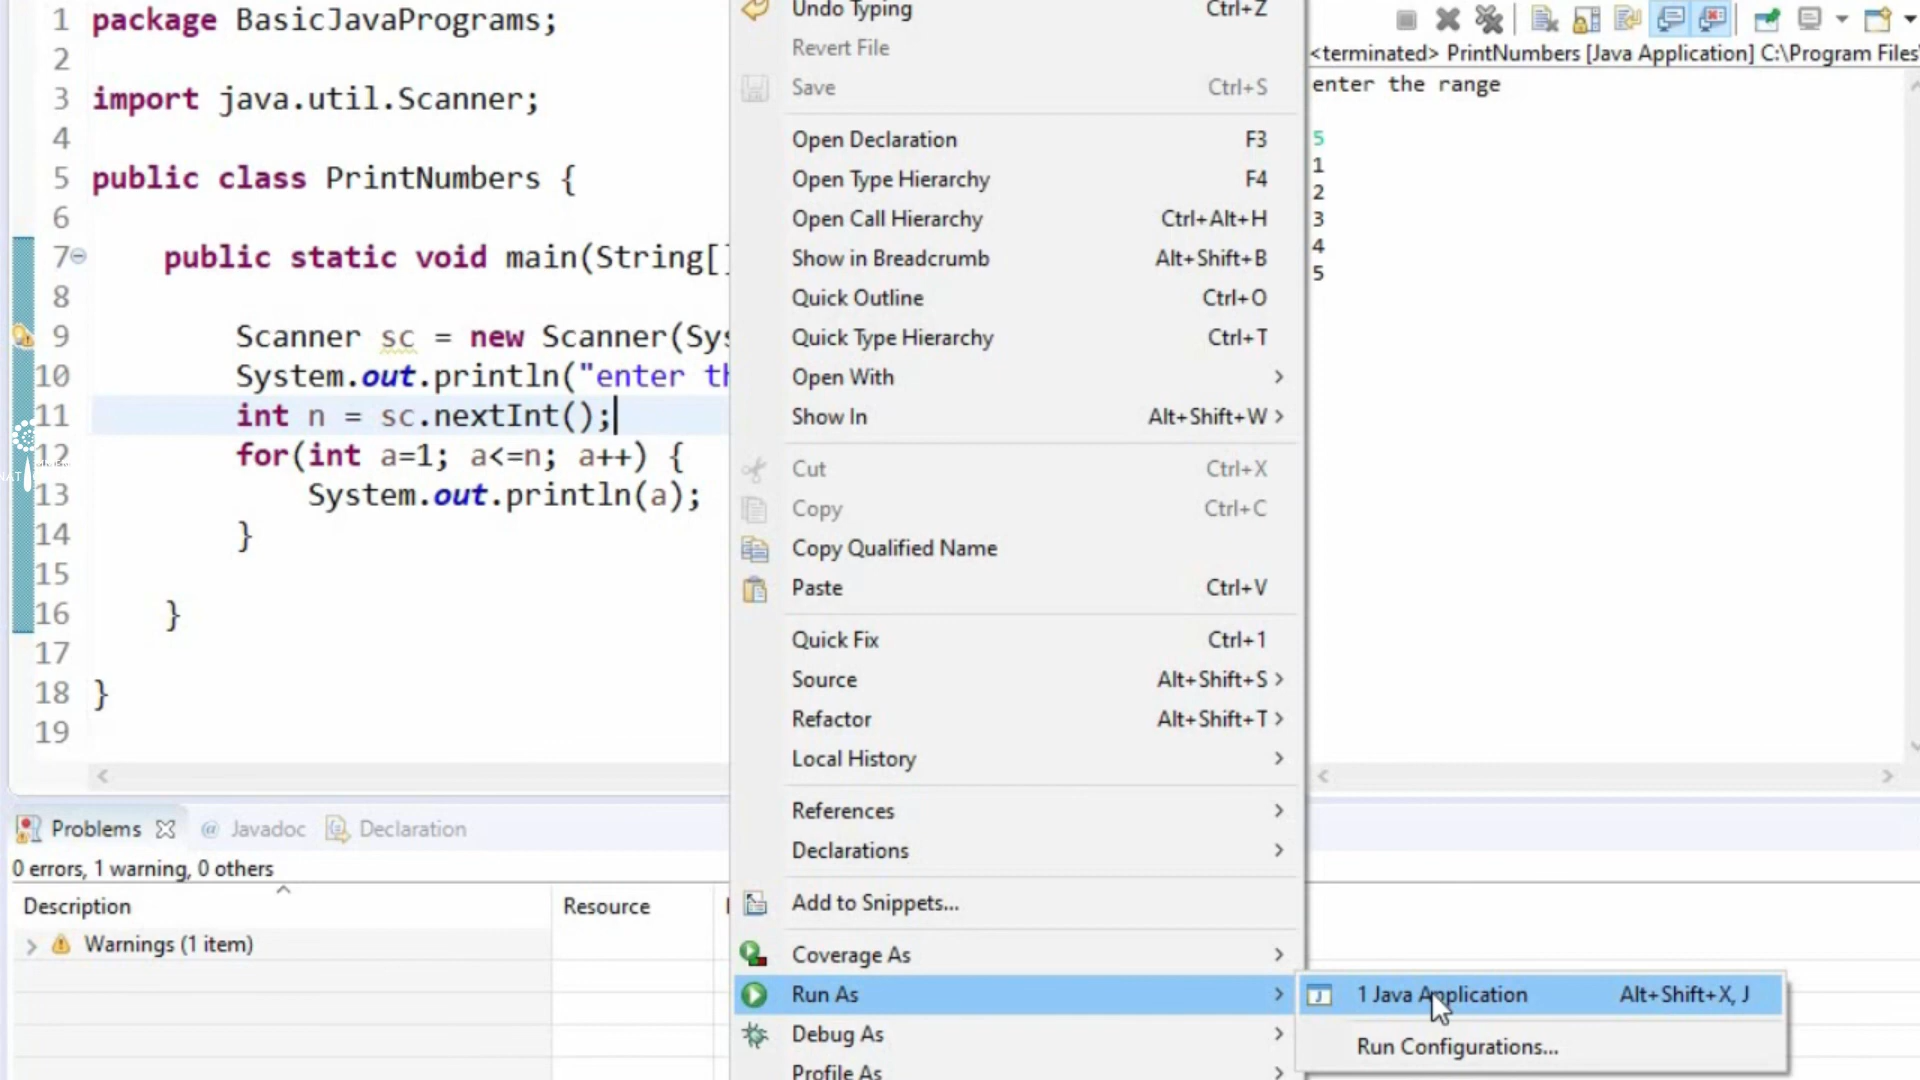 1 package BasicJavaPrograms;
2
3 import java.util.Scanner;
4
5 public class PrintNumbers {
6
7 public static void main(String[]
8
9 Scanner sc = new Scanner(Sys
10 System.out.println("enter th
11 int n = sc.nextInt();
12 for(int a=1; a<=n; a++) {
13 System.out.println(a);
14 }
15
16 }
17
18 }
19
Problems Javadoc Declaration
0 errors, 1 warning, 0 others
Description Resource
Warnings (1 item)
Undo Typing Ctrl+Z
Revert File
Save Ctrl+S
Open Declaration F3
Open Type Hierarchy F4
Open Call Hierarchy Ctrl+Alt+H
Show in Breadcrumb Alt+Shift+B
Quick Outline Ctrl+O
Quick Type Hierarchy Ctrl+T
Open With
Show In Alt+Shift+W
Cut Ctrl+X
Copy Ctrl+C
Copy Qualified Name
Paste Ctrl+V
Quick Fix Ctrl+1
Source Alt+Shift+S
Refactor Alt+Shift+T
Local History
References
Declarations
Add to Snippets...
Coverage As
Run As
Debug As
Profile As
1 Java Application Alt+Shift+X, J
Run Configurations...
<terminated> PrintNumbers [Java Application] C:\Program Files\
enter the range
5
1
2
3
4
5